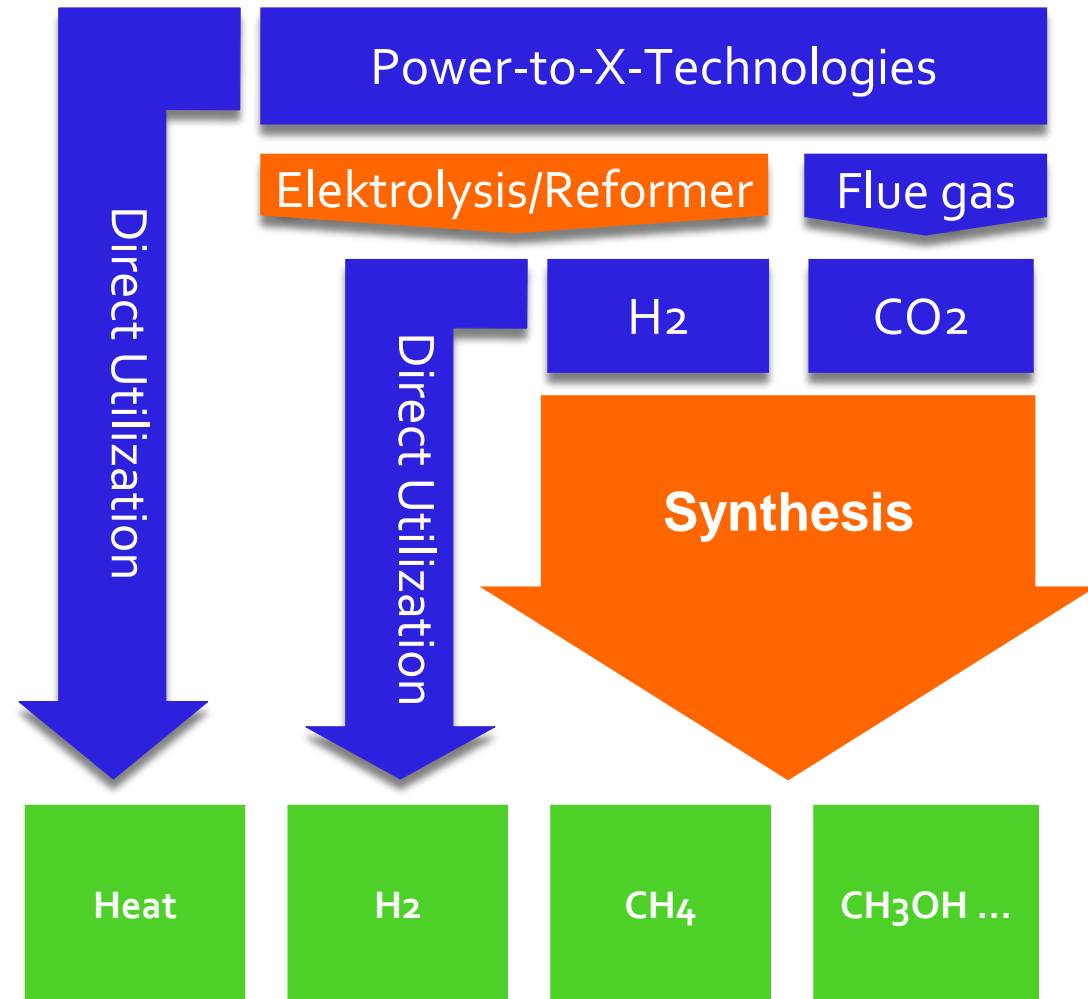 Power-to-X-Technologies
Elektrolysis/Reformer
Flue gas
Direct Utilization
H2
CO2
Direct Utilization
Synthesis
Heat
H2
CH4
CH3OH ...